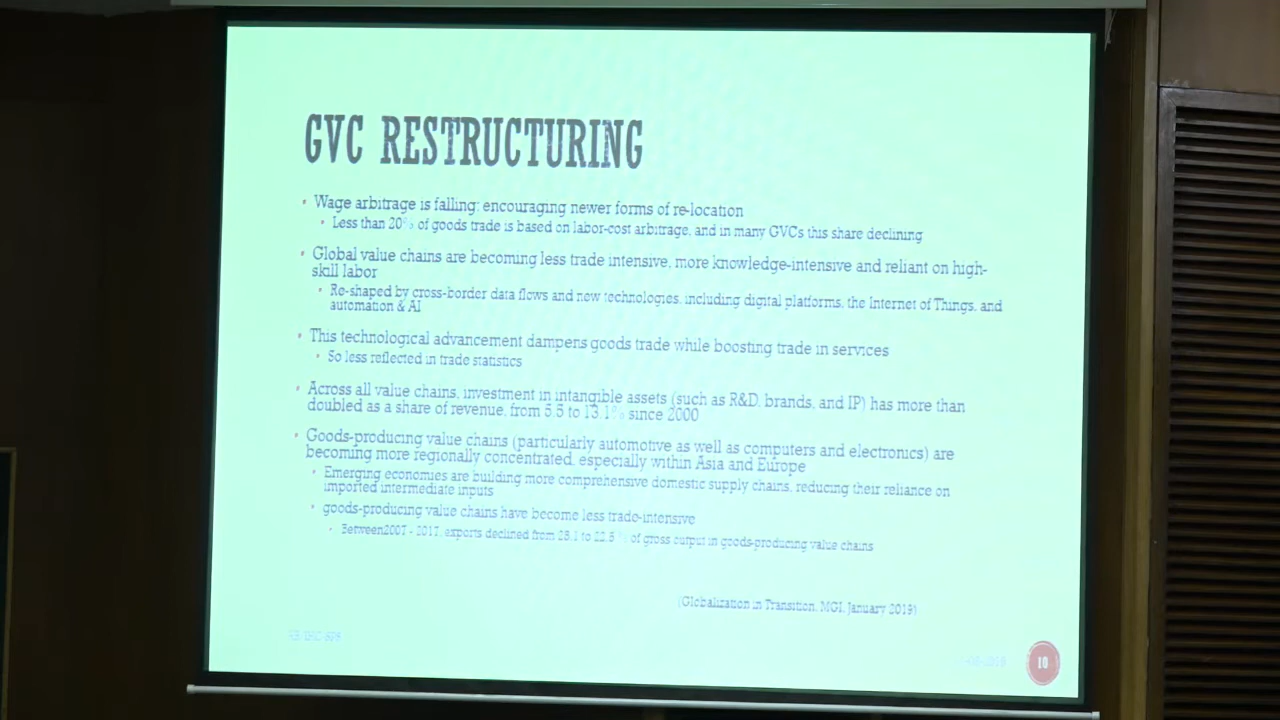 GVC RESTRUCTURING
Wage arbitrage is falling; encouraging newer forms of re-location
Less than 20% of goods trade is based on labor-cost arbitrage, and in many GVCs this share declining
Global value chains are becoming less trade intensive, more knowledge-intensive and reliant on high-
skill labor
Re-shaped by cross-border data flows and new technologies, including digital platforms, the Internet of Things, and
automation & AI
This technological advancement dampens goods trade while boosting trade in services
So less reflected in trade statistics
Across all value chains, investment in intangible assets (such as R&D, brands, and IP) has more than
doubled as a share of revenue, from 5.5 to 13.1% since 2000
Goods-producing value chains (particularly automotive as well as computers and electronics) are
becoming more regionally concentrated, especially within Asia and Europe
Emerging economies are building more comprehensive domestic supply chains, reducing their reliance on
imported intermediate inputs
goods-producing value chains have become less trade-intensive
Between2007 - 2017, exports declined from 28.1 to 22.5 % of gross output in goods-producing value chains
(Globalization in Transition, MGI, January 2019)
10